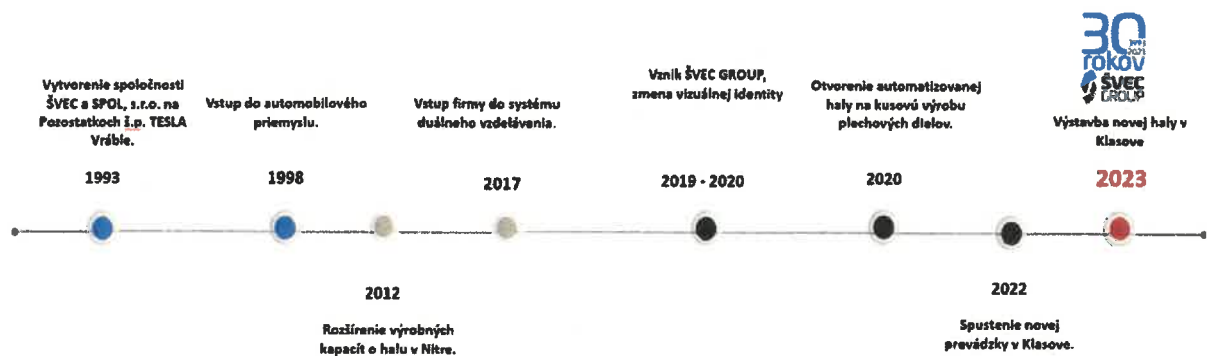 Vytvorenie spoločnosti
ŠVEC a SPOL, s.r.o. na
Pozostatkoch š.p. TESLA
Vráble.
1993
Vstup do automobilového
priemyslu.
1998
2012
Rozšírenie výrobných
kapacít o halu v Nitre.
Vstup firmy do systému
duálneho vzdelávania.
2017
Vznik ŠVEC GROUP,
zmena vizuálnej identity
2019 - 2020
Otvorenie automatizovanej
haly na kusovú výrobu
plechových dielov.
2020
2022
Spustenie novej
prevádzky v Klasove.
30
1993
2023
rokov
ŠVEC
GROUP
Výstavba novej haly v
Klasove
2023